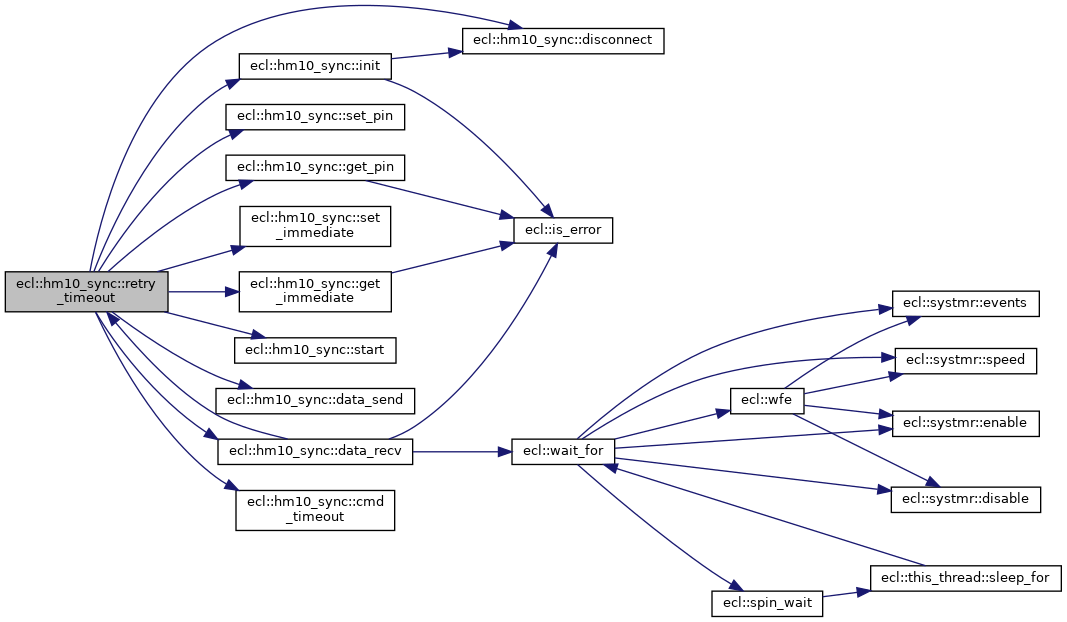 ecl::hm10_sync::retry
_timeout
ecl::hm10_sync::disconnect
ecl::hm10_sync::init
ecl::hm10_sync::set_pin
ecl::hm10_sync::get_pin
ecl::hm10_sync::set
_immediate
ecl::hm10_sync::get
_immediate
ecl::hm10_sync::start
ecl::hm10_sync::data_send
ecl::hm10_sync::data_recv
ecl::hm10_sync::cmd
_timeout
ecl::is_error
ecl::wait_for
ecl::wfe
ecl::spin_wait
ecl::systmr::events
ecl::systmr::speed
ecl::systmr::enable
ecl::systmr::disable
ecl::this_thread::sleep_for